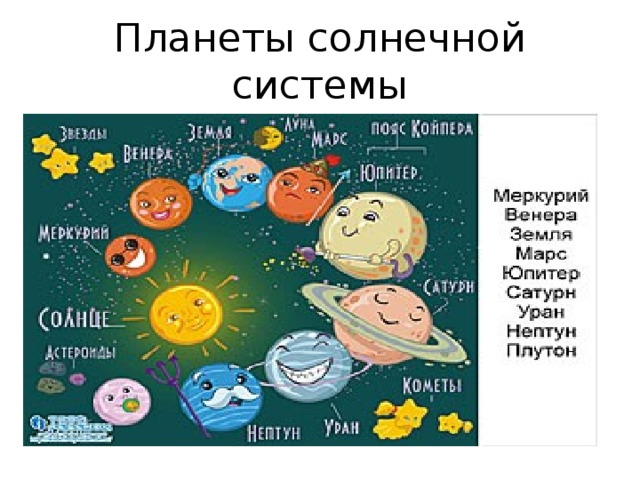 Планеты солнечной
системы
Звезды
Земля
Луна
Марс
пояс Койпера
Венера
Юпитер
Меркурий
Сатурн
Солнце
Астероиды
Кометы
Нептун
Уран
Меркурий
Венера
Земля
Марс
Юпитер
Сатурн
Уран
Нептун
Плутон